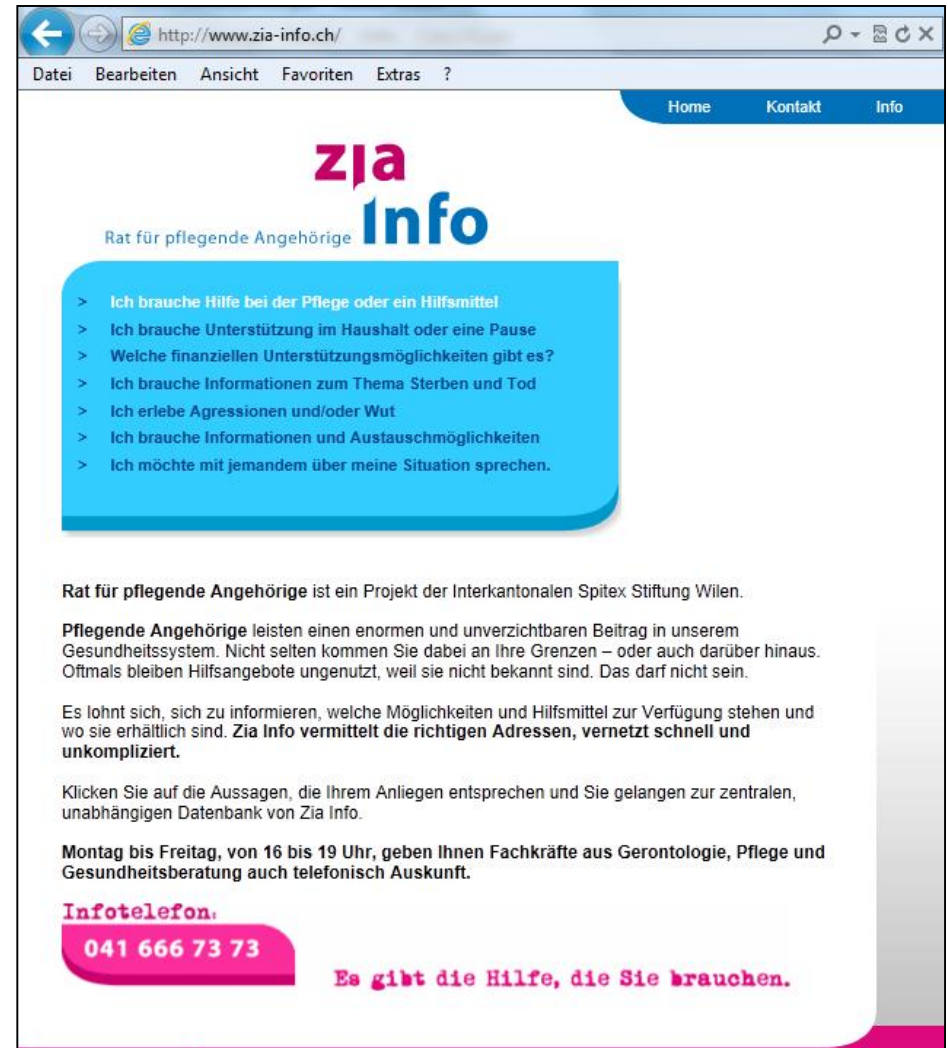 http://www.zia-info.ch/
Datei Bearbeiten Ansicht Favoriten Extras ?
Home Kontakt Info
zia
Info
Rat für pflegende Angehörige
> Ich brauche Hilfe bei der Pflege oder ein Hilfsmittel
> Ich brauche Unterstützung im Haushalt oder eine Pause
> Welche finanziellen Unterstützungsmöglichkeiten gibt es?
> Ich brauche Informationen zum Thema Sterben und Tod
> Ich erlebe Agressionen und/oder Wut
> Ich brauche Informationen und Austauschmöglichkeiten
> Ich möchte mit jemandem über meine Situation sprechen.
Rat für pflegende Angehörige ist ein Projekt der Interkantonalen Spitex Stiftung Wilen.
Pflegende Angehörige leisten einen enormen und unverzichtbaren Beitrag in unserem
Gesundheitssystem. Nicht selten kommen Sie dabei an Ihre Grenzen – oder auch darüber hinaus.
Oftmals bleiben Hilfsangebote ungenutzt, weil sie nicht bekannt sind. Das darf nicht sein.
Es lohnt sich, sich zu informieren, welche Möglichkeiten und Hilfsmittel zur Verfügung stehen und
wo sie erhältlich sind. Zia Info vermittelt die richtigen Adressen, vernetzt schnell und
unkompliziert.
Klicken Sie auf die Aussagen, die Ihrem Anliegen entsprechen und Sie gelangen zur zentralen,
unabhängigen Datenbank von Zia Info.
Montag bis Freitag, von 16 bis 19 Uhr, geben Ihnen Fachkräfte aus Gerontologie, Pflege und
Gesundheitsberatung auch telefonisch Auskunft.
Infotelefon:
041 666 73 73
Es gibt die Hilfe, die Sie brauchen.